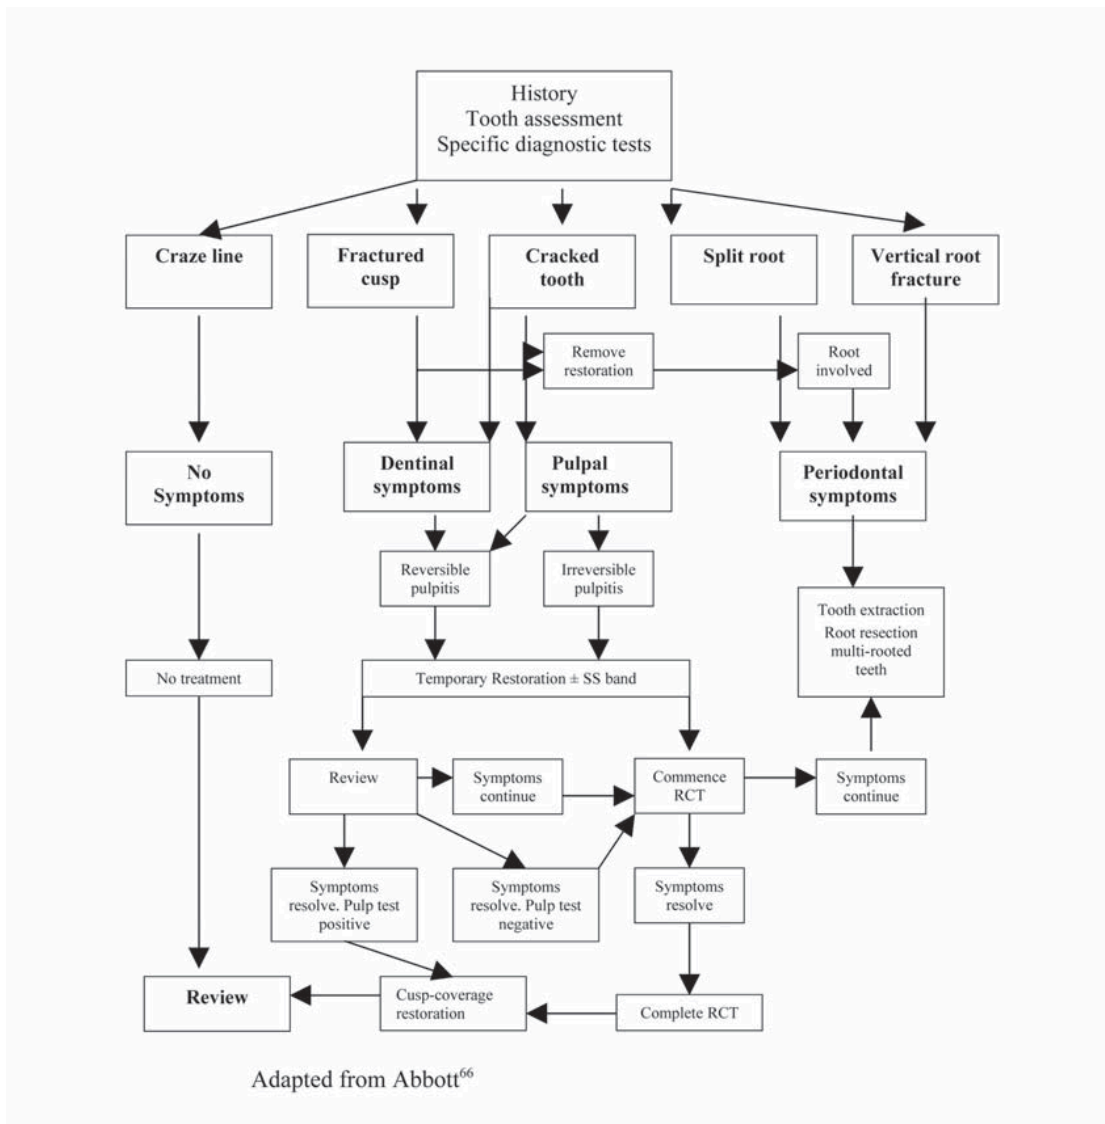 History
Tooth assessment
Specific diagnostic tests
Craze line
Fractured
cusp
Cracked
tooth
Split root
Vertical root
fracture
Remove
restoration
Root
involved
No
Symptoms
Dentinal
symptoms
Pulpal
symptoms
Periodontal
symptoms
Reversible
pulpitis
Irreversible
pulpitis
Tooth extraction
Root resection
multi-rooted
teeth
No treatment
Temporary Restoration ± SS band
Review
Symptoms
continue
Commence
RCT
Symptoms
continue
Symptoms
resolve. Pulp test
positive
Symptoms
resolve. Pulp test
negative
Symptoms
resolve
Review
Cusp-coverage
restoration
Complete RCT
Adapted from Abbott⁶⁶